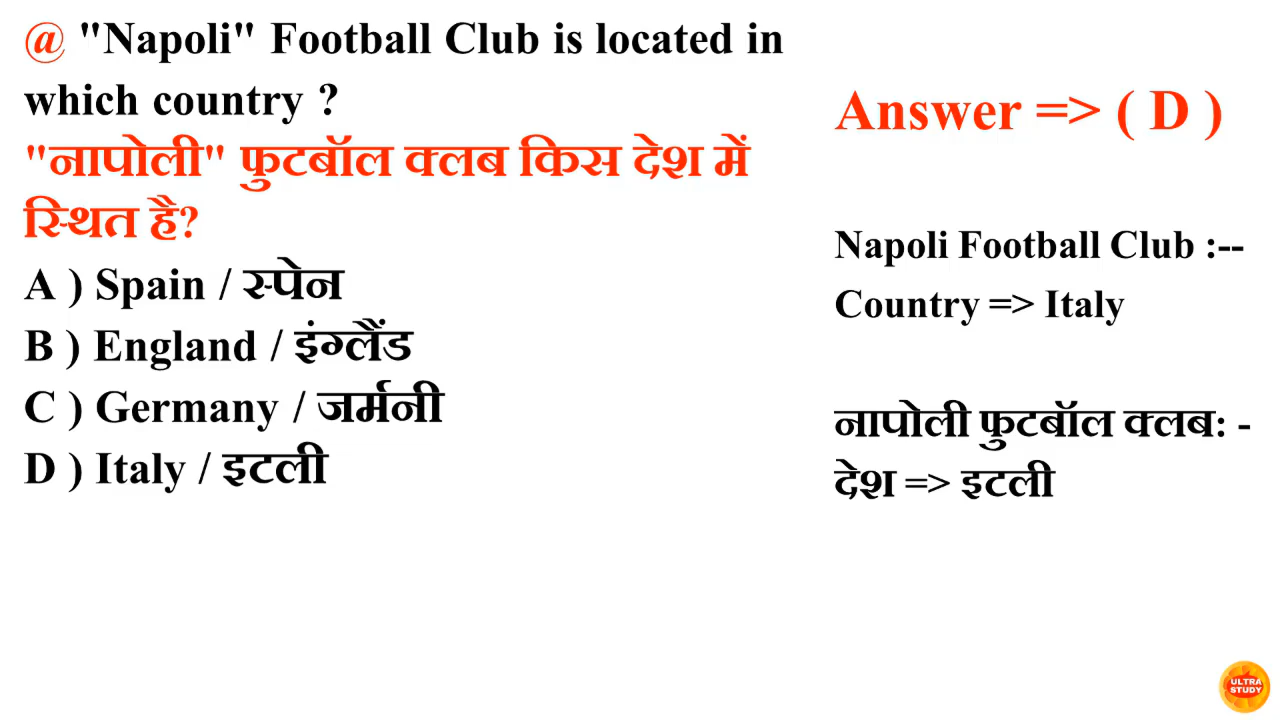 @ "Napoli" Football Club is located in
which country ?
"नापोली" फुटबॉल क्लब किस देश में
स्थित है?
A ) Spain / स्पेन
B ) England / इंग्लैंड
C ) Germany / जर्मनी
D ) Italy / इटली
Answer => ( D )
Napoli Football Club :--
Country => Italy
नापोली फुटबॉल क्लब: -
देश => इटली
ULTRA
STUDY